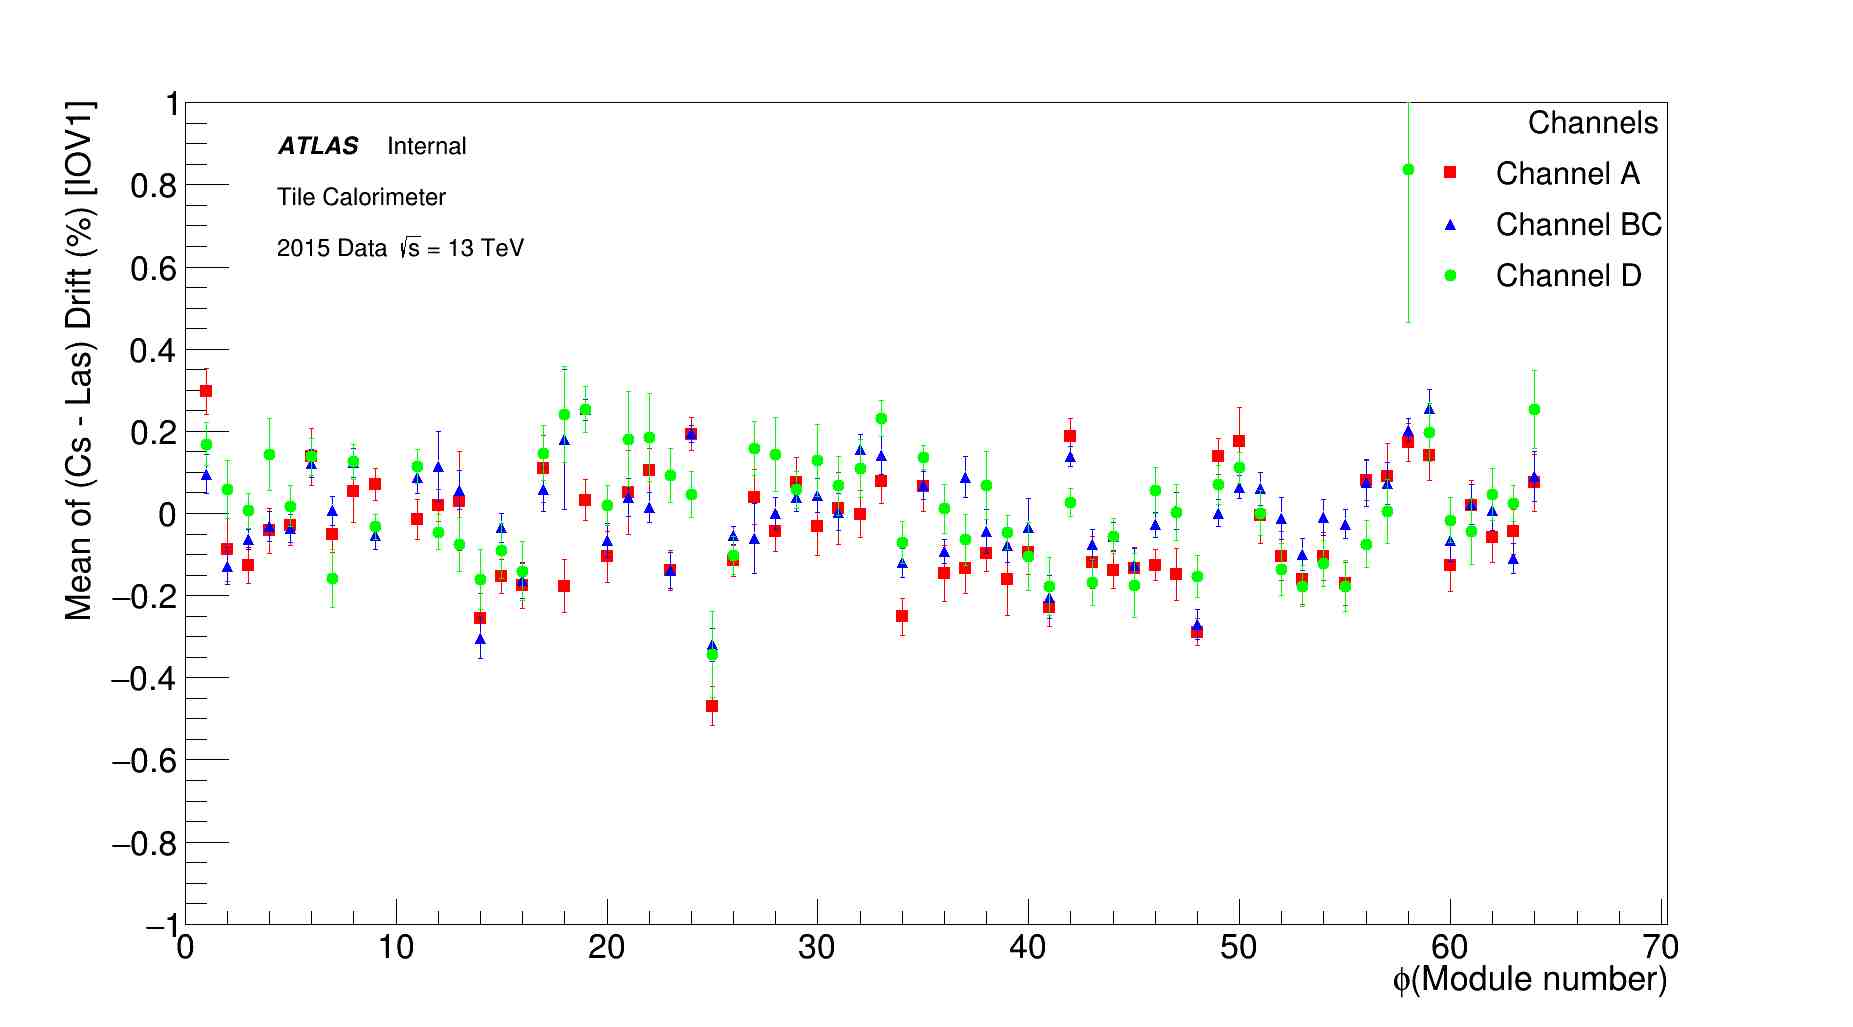 Mean of (Cs - Las) Drift (%) [IOV1]
1
0.8
0.6
0.4
0.2
0
−0.2
−0.4
−0.6
−0.8
−1
ATLAS Internal
Tile Calorimeter
2015 Data √s = 13 TeV
Channels
Channel A
Channel BC
Channel D
0 10 20 30 40 50 60 70
ϕ(Module number)